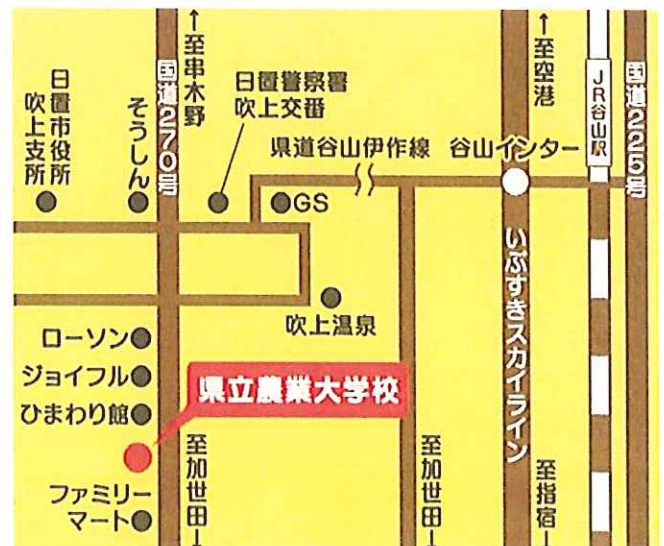 ↑至串木野
↑至空港
国道270号
日置市役所
吹上支所
そうしん
日置警察署
吹上交番
JR谷山駅
国道225号
県道谷山伊作線
谷山インター
GS
いぶすきスカイライン
吹上温泉
ローソン
ジョイフル
ひまわり館
県立農業大学校
ファミリー
マート
至加世田↓
至加世田↓
至指宿↓